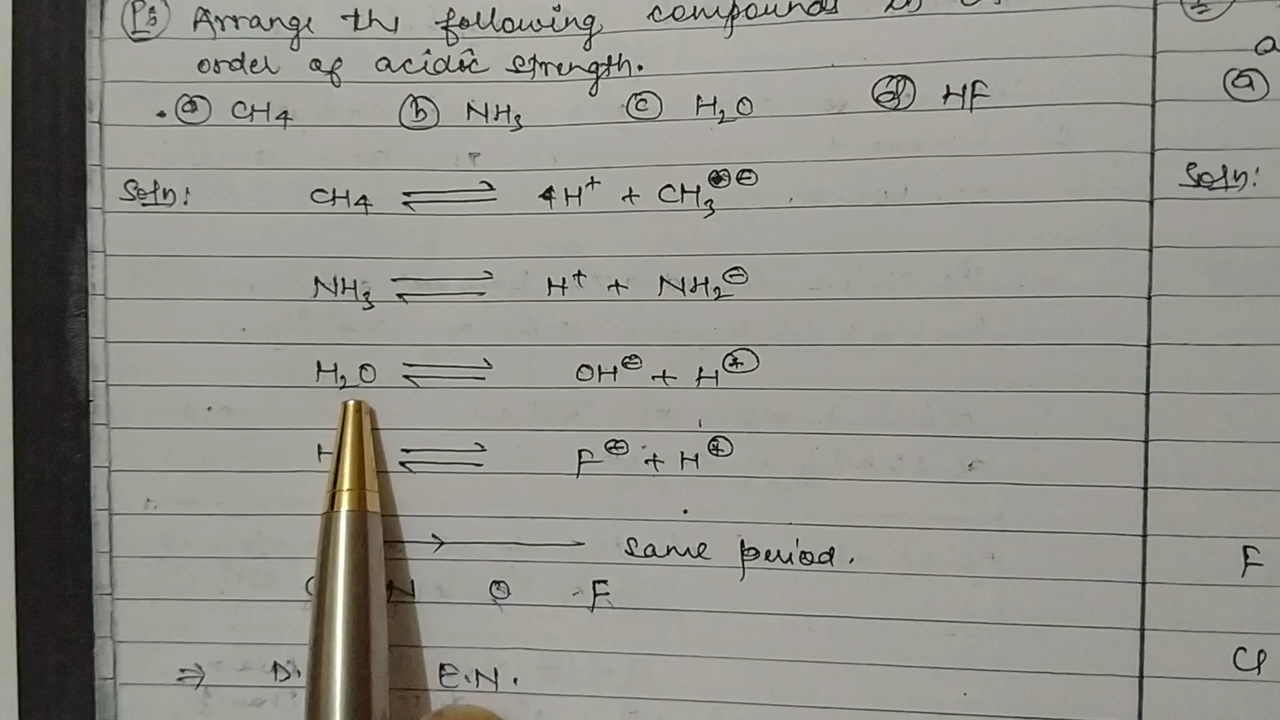 Arrange the following compounds
order of acidic strength.
(a) CH4 (b) NH3 (c) H2O (d) HF
Soln: CH4 ⇌ H⁺ + CH3⊖
NH3 ⇌ H⁺ + NH2⊖
H2O ⇌ OH⊖ + H⊕
H ⇌ F⊖ + H⊕
→ same period.
N O F
⇒ E.N.
a
(a)
Soln:
F
Cl